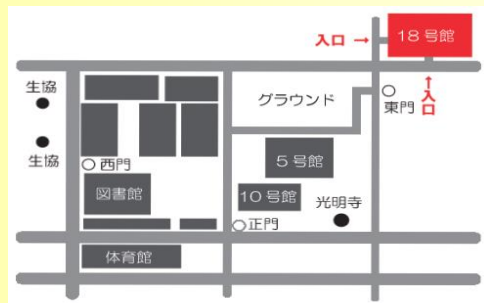 入口 →
18号館
生協
グラウンド
東門
↑入口
生協
西門
5号館
図書館
10号館
光明寺
正門
体育館